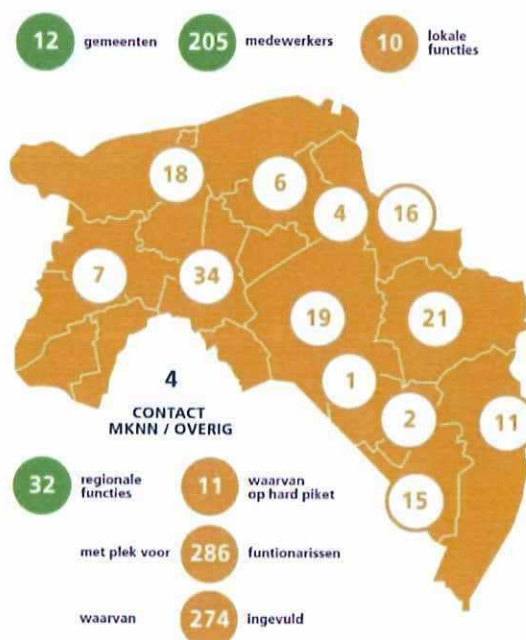 12 gemeenten 205 medewerkers 10 lokale
functies
18
6
4
16
7
34
19
21
1
2
11
15
4
CONTACT
MKNN / OVERIG
32 regionale
functies
11 waarvan
op hard piket
met plek voor 286 funtionarissen
waarvan 274 ingevuld